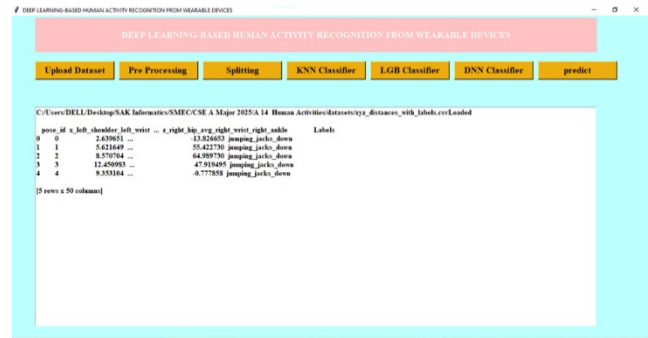 DEEP LEARNING-BASED HUMAN ACTIVITY RECOGNITION FROM WEARABLE DEVICES
DEEP LEARNING-BASED HUMAN ACTIVITY RECOGNITION FROM WEARABLE DEVICES
Upload Dataset Pre Processing Splitting KNN Classifier LGB Classifier DNN Classifier predict
C:/Users/DELL/Desktop/SAK Informatics/SMEC/CSE A Major 2025/A 14 Human Activities/datasets/xyz_distances_with_labels.csvLoaded
pose_id x_left_shoulder_left_wrist ... z_right_hip_avg_right_wrist_right_ankle Labels
0 0 2.639651 ... -13.826653 jumping_jacks_down
1 1 5.621649 ... 55.422730 jumping_jacks_down
2 2 8.570704 ... 64.989730 jumping_jacks_down
3 3 12.450983 ... 47.919495 jumping_jacks_down
4 4 9.353104 ... -0.777858 jumping_jacks_down
[5 rows x 50 columns]